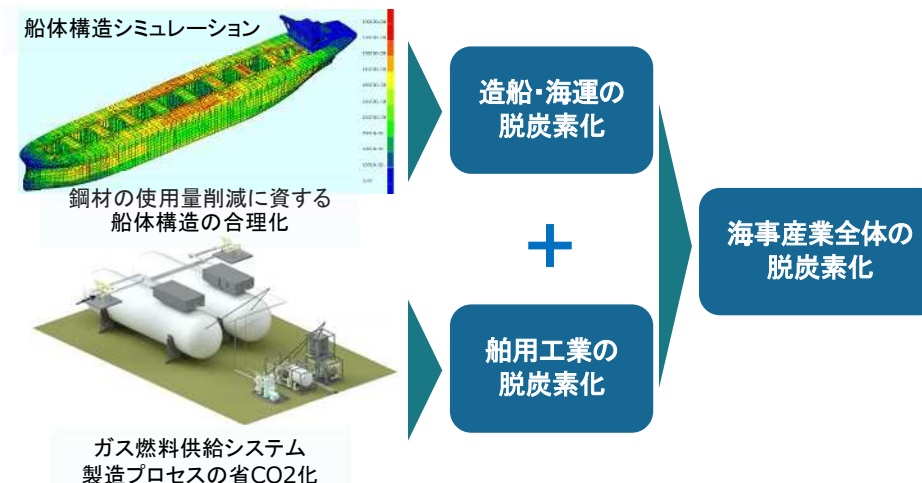 船体構造シミュレーション
鋼材の使用量削減に資する
船体構造の合理化
ガス燃料供給システム
製造プロセスの省CO2化
造船・海運の
脱炭素化
+
舶用工業の
脱炭素化
海事産業全体の
脱炭素化